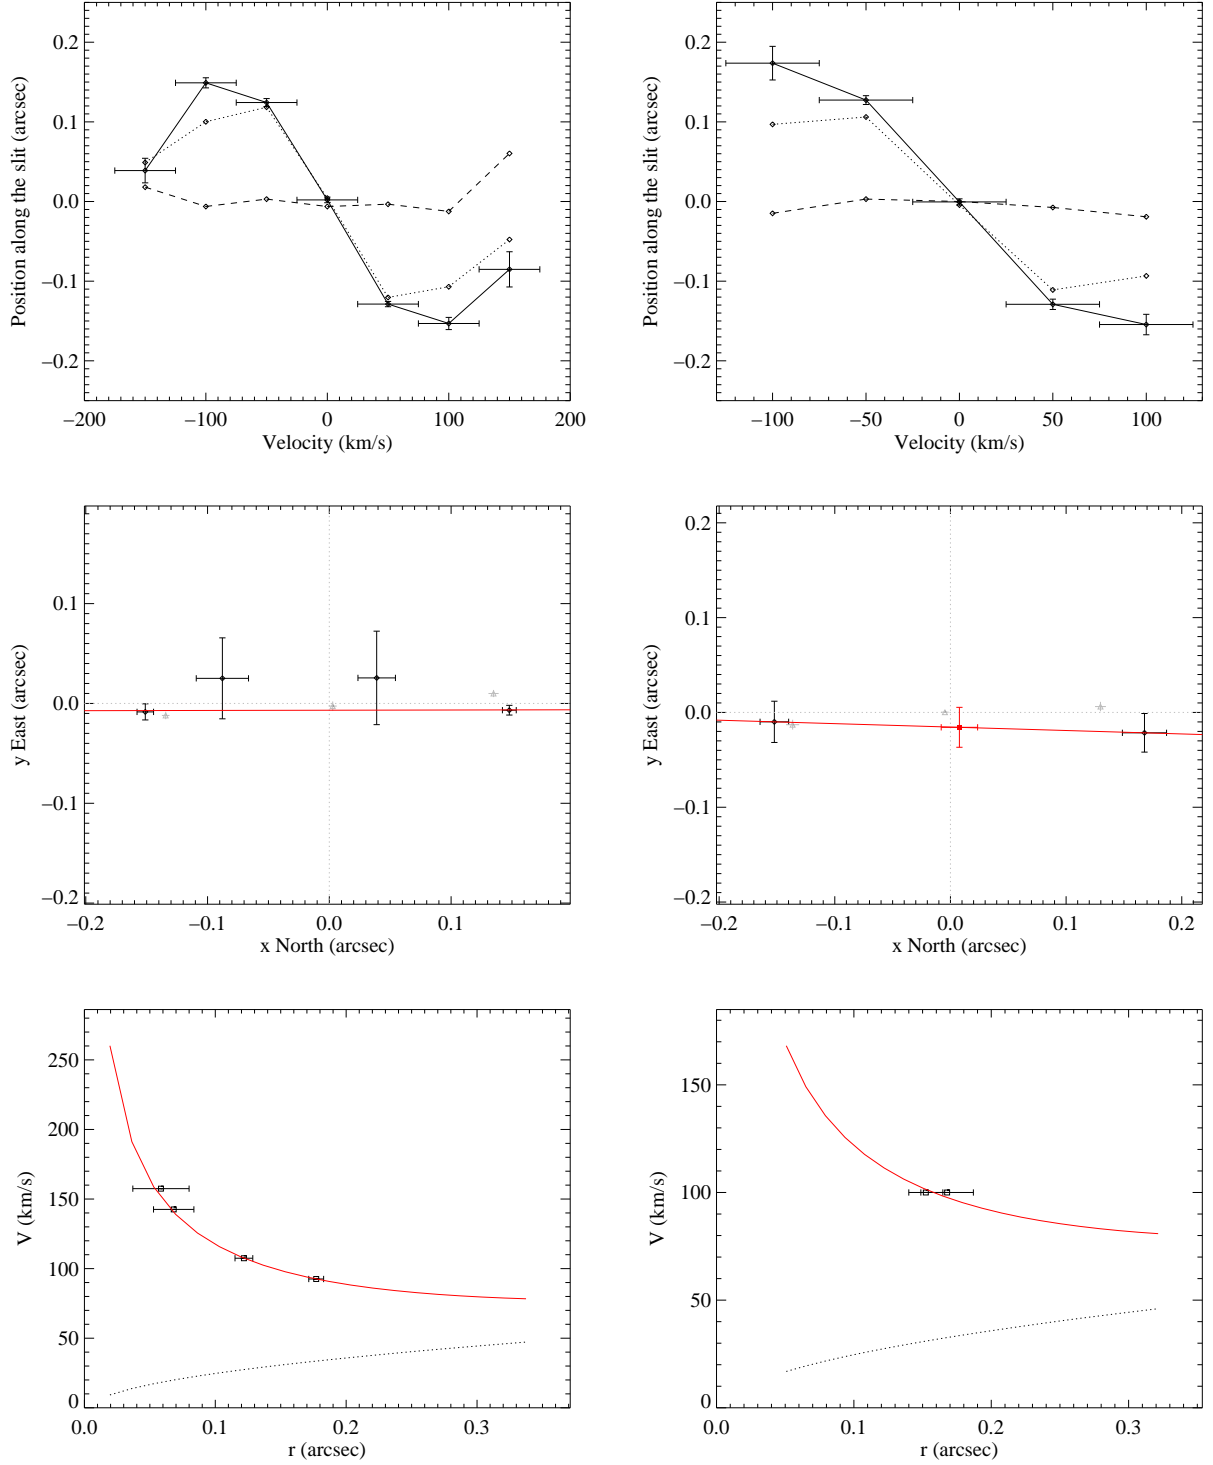 0.2
0.1
0.0
−0.1
−0.2
Position along the slit (arcsec)
−200 −100 0 100 200
Velocity (km/s)
0.2
0.1
0.0
−0.1
−0.2
Position along the slit (arcsec)
−100 −50 0 50 100
Velocity (km/s)
0.1
0.0
−0.1
−0.2
y East (arcsec)
−0.2 −0.1 0.0 0.1
x North (arcsec)
0.2
0.1
0.0
−0.1
−0.2
y East (arcsec)
−0.2 −0.1 0.0 0.1 0.2
x North (arcsec)
250
200
150
100
50
0
V (km/s)
0.0 0.1 0.2 0.3
r (arcsec)
150
100
50
0
V (km/s)
0.0 0.1 0.2 0.3
r (arcsec)